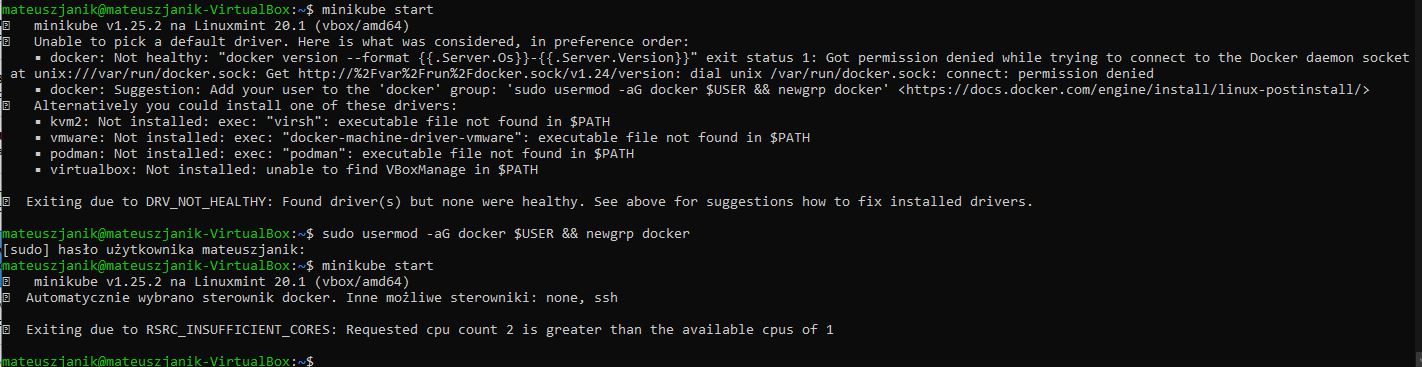 mateuszjanik@mateuszjanik-VirtualBox:~$ minikube start
minikube v1.25.2 na Linuxmint 20.1 (vbox/amd64)
Unable to pick a default driver. Here is what was considered, in preference order:
▪ docker: Not healthy: "docker version --format {{.Server.Os}}-{{.Server.Version}}" exit status 1: Got permission denied while trying to connect to the Docker daemon socket
at unix:///var/run/docker.sock: Get http://%2Fvar%2Frun%2Fdocker.sock/v1.24/version: dial unix /var/run/docker.sock: connect: permission denied
▪ docker: Suggestion: Add your user to the 'docker' group: 'sudo usermod -aG docker $USER && newgrp docker' <https://docs.docker.com/engine/install/linux-postinstall/>
Alternatively you could install one of these drivers:
▪ kvm2: Not installed: exec: "virsh": executable file not found in $PATH
▪ vmware: Not installed: exec: "docker-machine-driver-vmware": executable file not found in $PATH
▪ podman: Not installed: exec: "podman": executable file not found in $PATH
▪ virtualbox: Not installed: unable to find VBoxManage in $PATH
Exiting due to DRV_NOT_HEALTHY: Found driver(s) but none were healthy. See above for suggestions how to fix installed drivers.
mateuszjanik@mateuszjanik-VirtualBox:~$ sudo usermod -aG docker $USER && newgrp docker
[sudo] hasło użytkownika mateuszjanik:
mateuszjanik@mateuszjanik-VirtualBox:~$ minikube start
minikube v1.25.2 na Linuxmint 20.1 (vbox/amd64)
Automatycznie wybrano sterownik docker. Inne możliwe sterowniki: none, ssh
Exiting due to RSRC_INSUFFICIENT_CORES: Requested cpu count 2 is greater than the available cpus of 1
mateuszjanik@mateuszjanik-VirtualBox:~$